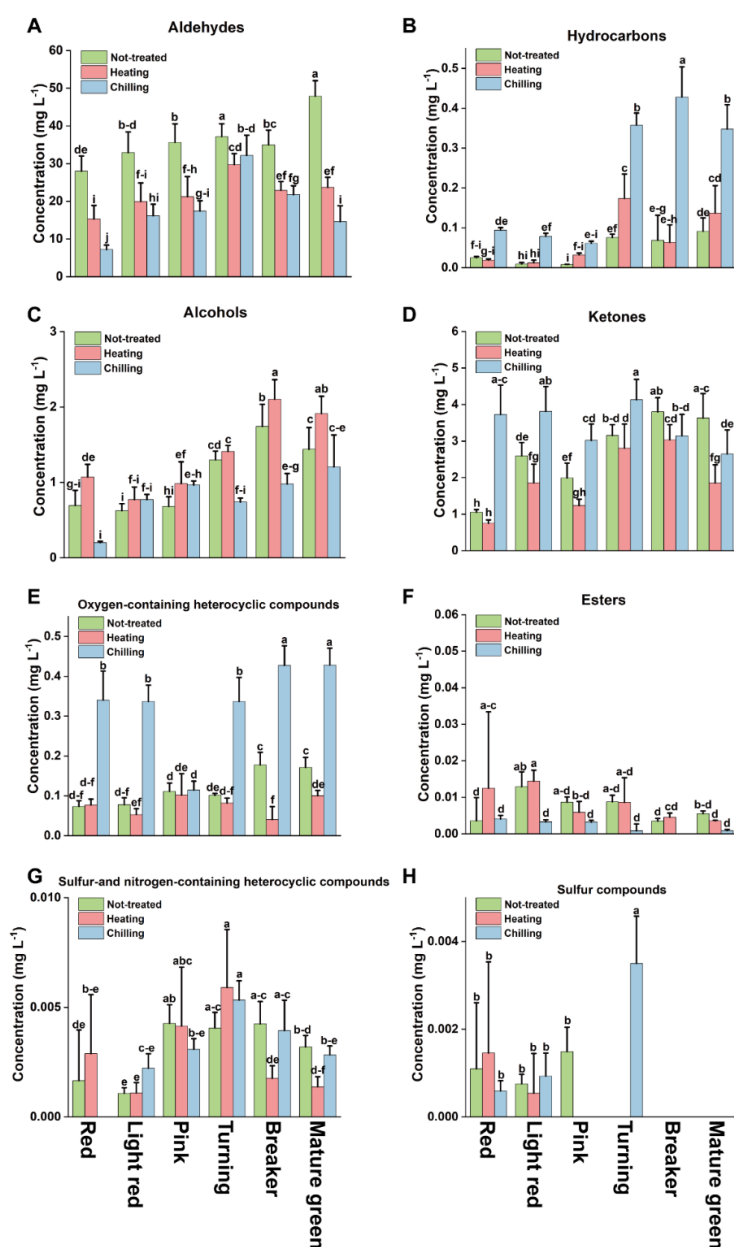 A
Aldehydes
Not-treated
Heating
Chilling
Concentration (mg L⁻¹)
60
50
40
30
20
10
0
de
i
j
b-d
f-i
hi
b
f-h
g-i
a
cd
b-d
bc
ef
fg
a
ef
i
B
Hydrocarbons
Not-treated
Heating
Chilling
Concentration (mg L⁻¹)
0.5
0.4
0.3
0.2
0.1
0.0
f-i
g-i
de
hi
hi
ef
i
f-i
e-i
ef
c
b
e-g
e-h
a
de
cd
b
C
Alcohols
Not-treated
Heating
Chilling
Concentration (mg L⁻¹)
3
2
1
0
g-i
de
i
i
f-i
f-i
hi
ef
e-h
cd
c
f-i
b
a
e-g
c
ab
c-e
D
Ketones
Not-treated
Heating
Chilling
Concentration (mg L⁻¹)
6
5
4
3
2
1
0
h
h
a-c
de
fg
ab
ef
gh
cd
b-d
d
a
ab
cd
b-d
a-c
fg
d
E
Oxygen-containing heterocyclic compounds
Not-treated
Heating
Chilling
Concentration (mg L⁻¹)
0.5
0.4
0.3
0.2
0.1
0.0
d-f
d-f
b
d-f
ef
b
d
de
d
de
d-f
b
c
f
a
c
de
a
F
Esters
Not-treated
Heating
Chilling
Concentration (mg L⁻¹)
0.06
0.05
0.04
0.03
0.02
0.01
0.00
d
a-c
d
ab
a
d
a-d
b-d
d
a-d
a-d
d
d
cd
b-d
d
d
G
Sulfur-and nitrogen-containing heterocyclic compounds
Not-treated
Heating
Chilling
Concentration (mg L⁻¹)
0.010
0.005
0.000
de
b-e
e
e
c-e
ab
abc
b-e
a-c
a
a
a-c
de
a-c
b-d
d-f
b-e
Red
Light red
Pink
Turning
Breaker
Mature green
H
Sulfur compounds
Not-treated
Heating
Chilling
Concentration (mg L⁻¹)
0.004
0.002
0.000
b
b
b
b
b
b
b
a
Red
Light red
Pink
Turning
Breaker
Mature green